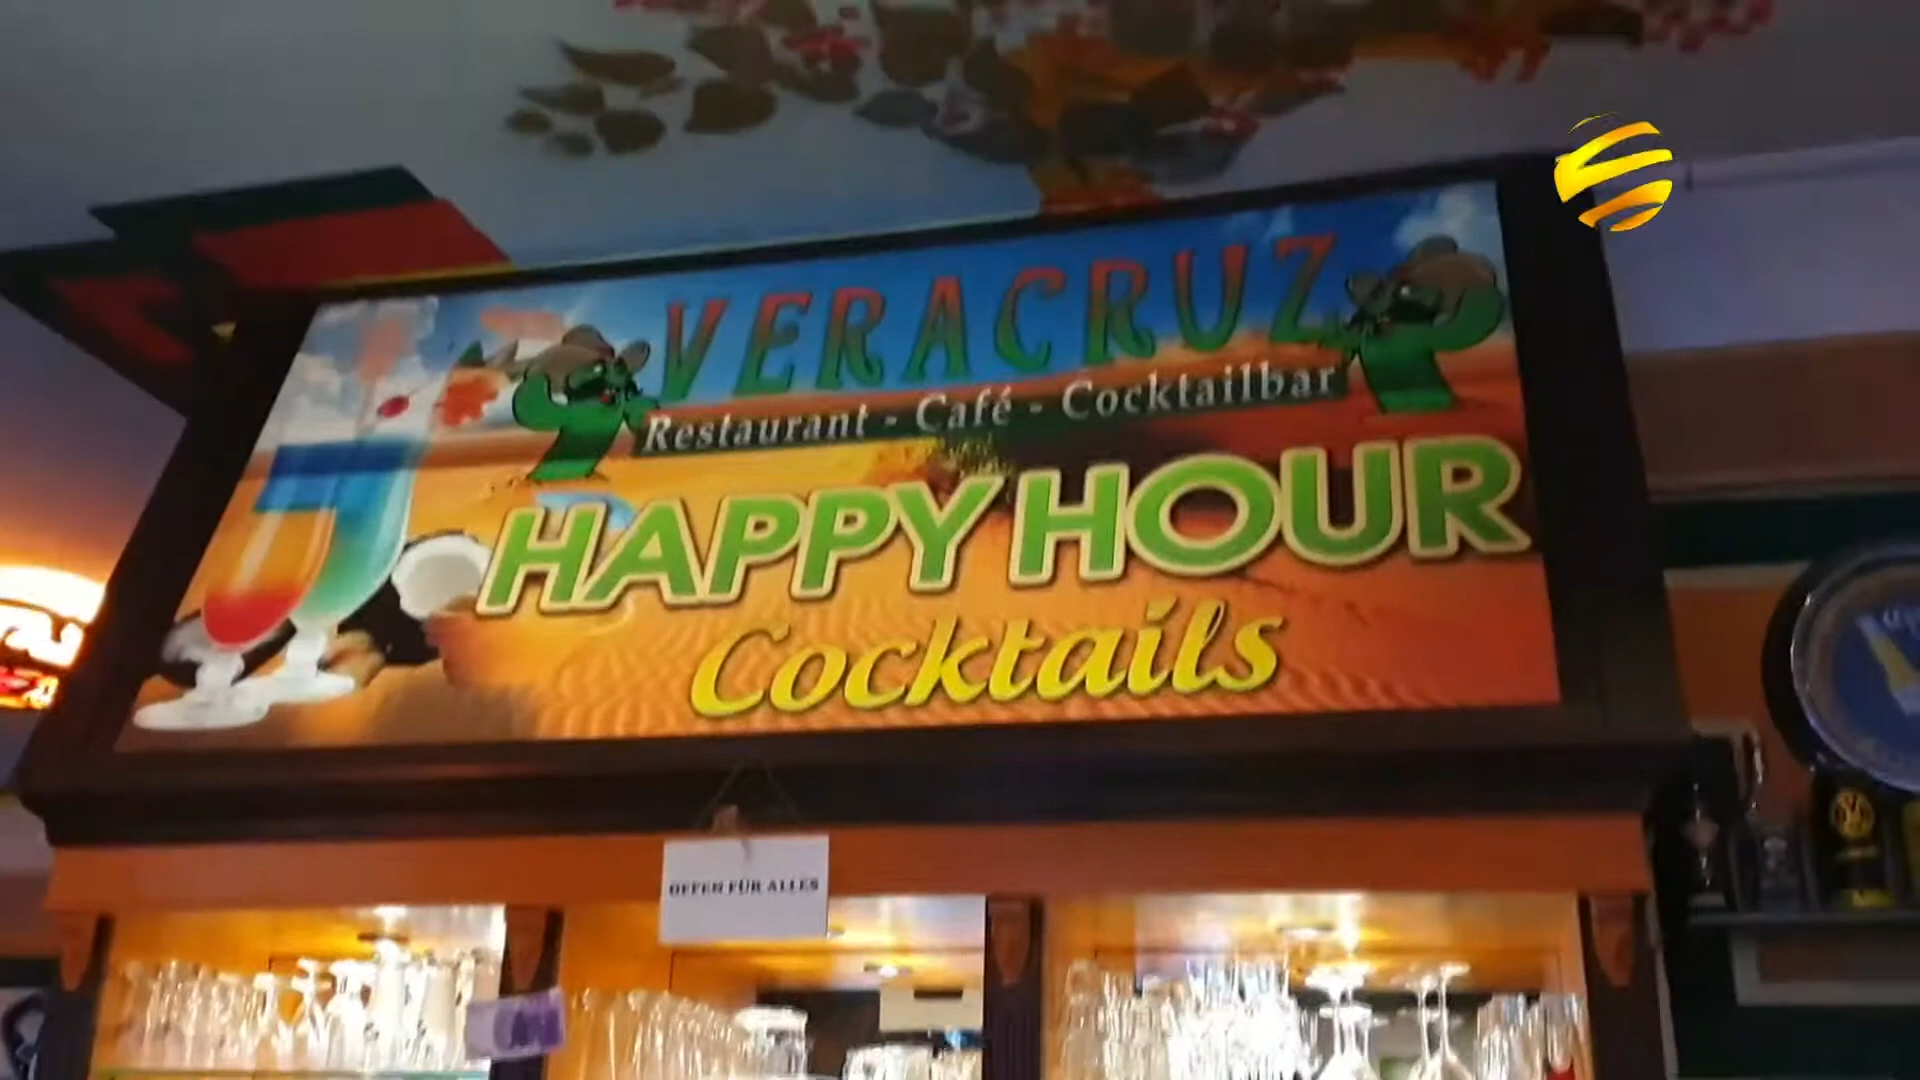 VERACRUZ
Restaurant - Café - Cocktailbar
HAPPY HOUR
Cocktails
OFFEN FÜR ALLES